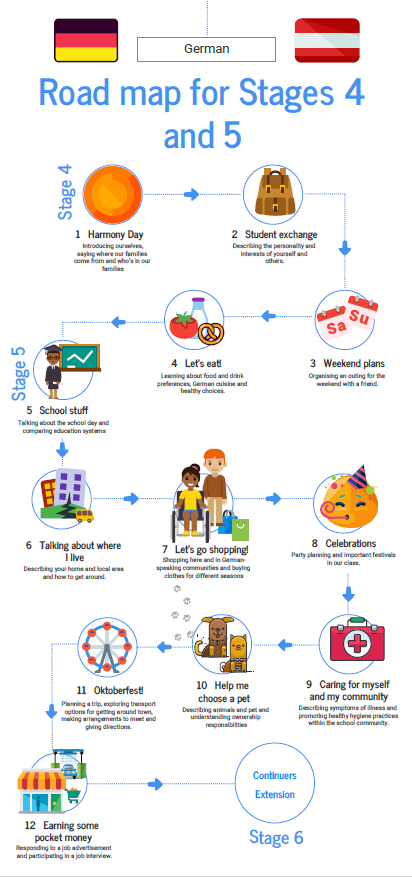 German
Road map for Stages 4
and 5
Stage 4
1 Harmony Day
Introducing ourselves,
saying where our families
come from and who's in our
families
2 Student exchange
Describing the personality and
interests of yourself and
others.
Sa
Su
3 Weekend plans
Organising an outing for the
weekend with a friend.
4 Let's eat!
Learning about food and drink
preferences, German cuisine and
healthy choices.
Stage 5
5 School stuff
Talking about the school day and
comparing education systems
6 Talking about where
I live
Describing your home and local area
and how to get around.
7 Let's go shopping!
Shopping here and in German-
speaking communities and buying
clothes for different seasons
8 Celebrations
Party planning and important festivals
in our class.
9 Caring for myself
and my community
Describing symptoms of illness and
promoting healthy hygiene practices
within the school community.
10 Help me
choose a pet
Describing animals and pet and
understanding ownership
responsibilities
11 Oktoberfest!
Planning a trip, exploring transport
options for getting around town,
making arrangements to meet and
giving directions.
12 Earning some
pocket money
Responding to a job advertisement
and participating in a job interview.
Continuers
Extension
Stage 6